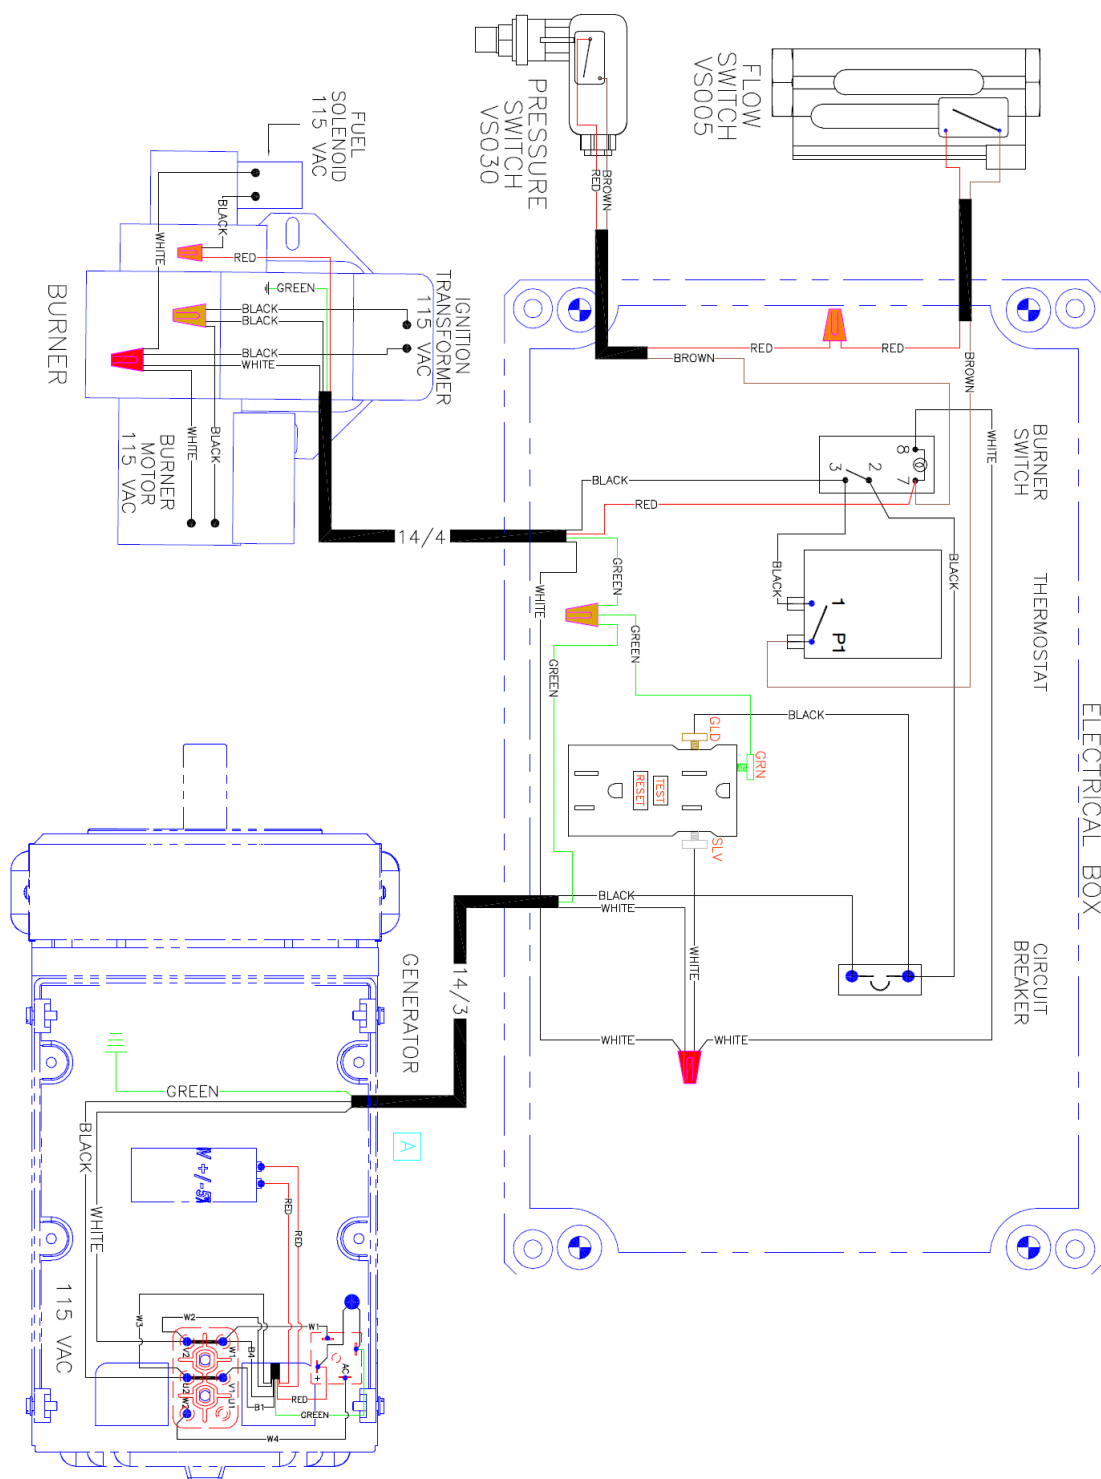 FLOW
SWITCH
VS005
PRESSURE
SWITCH
VS030
RED
BROWN
FUEL
SOLENOID
115 VAC
BLACK
WHITE
RED
GREEN
BLACK
BLACK
BLACK
WHITE
IGNITION
TRANSFORMER
115 VAC
BURNER
WHITE
BLACK
BURNER
MOTOR
115 VAC
14/4
RED
RED
BROWN
BROWN
WHITE
BURNER
SWITCH
8
7
2
3
BLACK
RED
BLACK
BLACK
THERMOSTAT
1
P1
GREEN
WHITE
GREEN
GREEN
BLACK
GLD
GRN
TEST
RESET
SLV
ELECTRICAL BOX
BLACK
WHITE
WHITE
CIRCUIT
BREAKER
WHITE
WHITE
14/3
GENERATOR
A
GREEN
BLACK
WHITE
V +/-5
RED
RED
115 VAC
W3
W2
W1
B4
V2
W1
U2
V1
W2
U1
B1
AC
+
RED
GREEN
W4